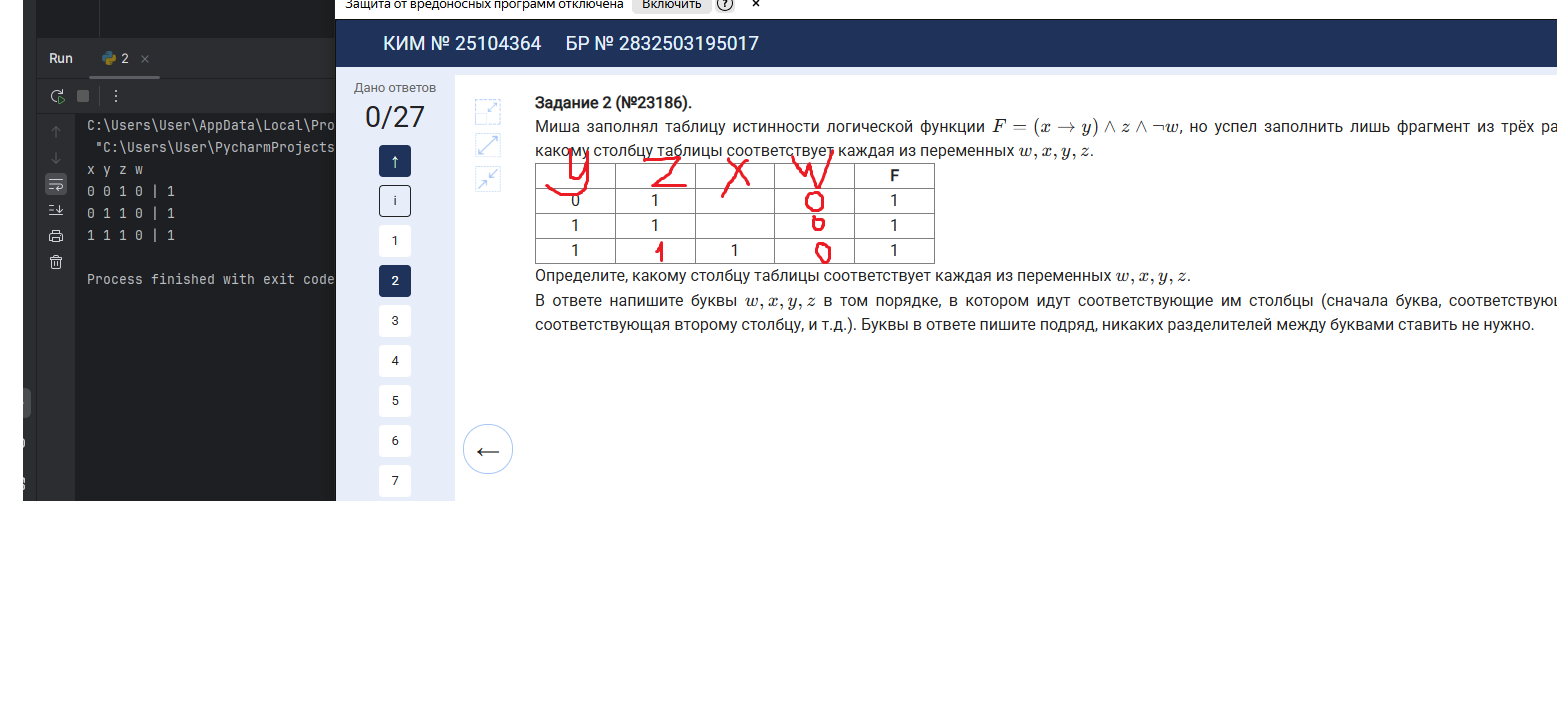 Защита от вредоносных программ отключена Включить ? ×
КИМ № 25104364 БР № 2832503195017
Run 2 ×
Дано ответов
0/27
↑
i
1
2
3
4
5
6
7
C:\Users\User\AppData\Local\Pro
"C:\Users\User\PycharmProjects
x y z w
0 0 1 0 | 1
0 1 1 0 | 1
1 1 1 0 | 1
Process finished with exit code
Задание 2 (№23186).
Миша заполнял таблицу истинности логической функции F = (x → y) ∧ z ∧ ¬w, но успел заполнить лишь фрагмент из трёх ра
какому столбцу таблицы соответствует каждая из переменных w, x, y, z.
y z x w F
0 1 0 1
1 1 0 1
1 1 1 0 1
Определите, какому столбцу таблицы соответствует каждая из переменных w, x, y, z.
В ответе напишите буквы w, x, y, z в том порядке, в котором идут соответствующие им столбцы (сначала буква, соответствую
соответствующая второму столбцу, и т.д.). Буквы в ответе пишите подряд, никаких разделителей между буквами ставить не нужно.
←